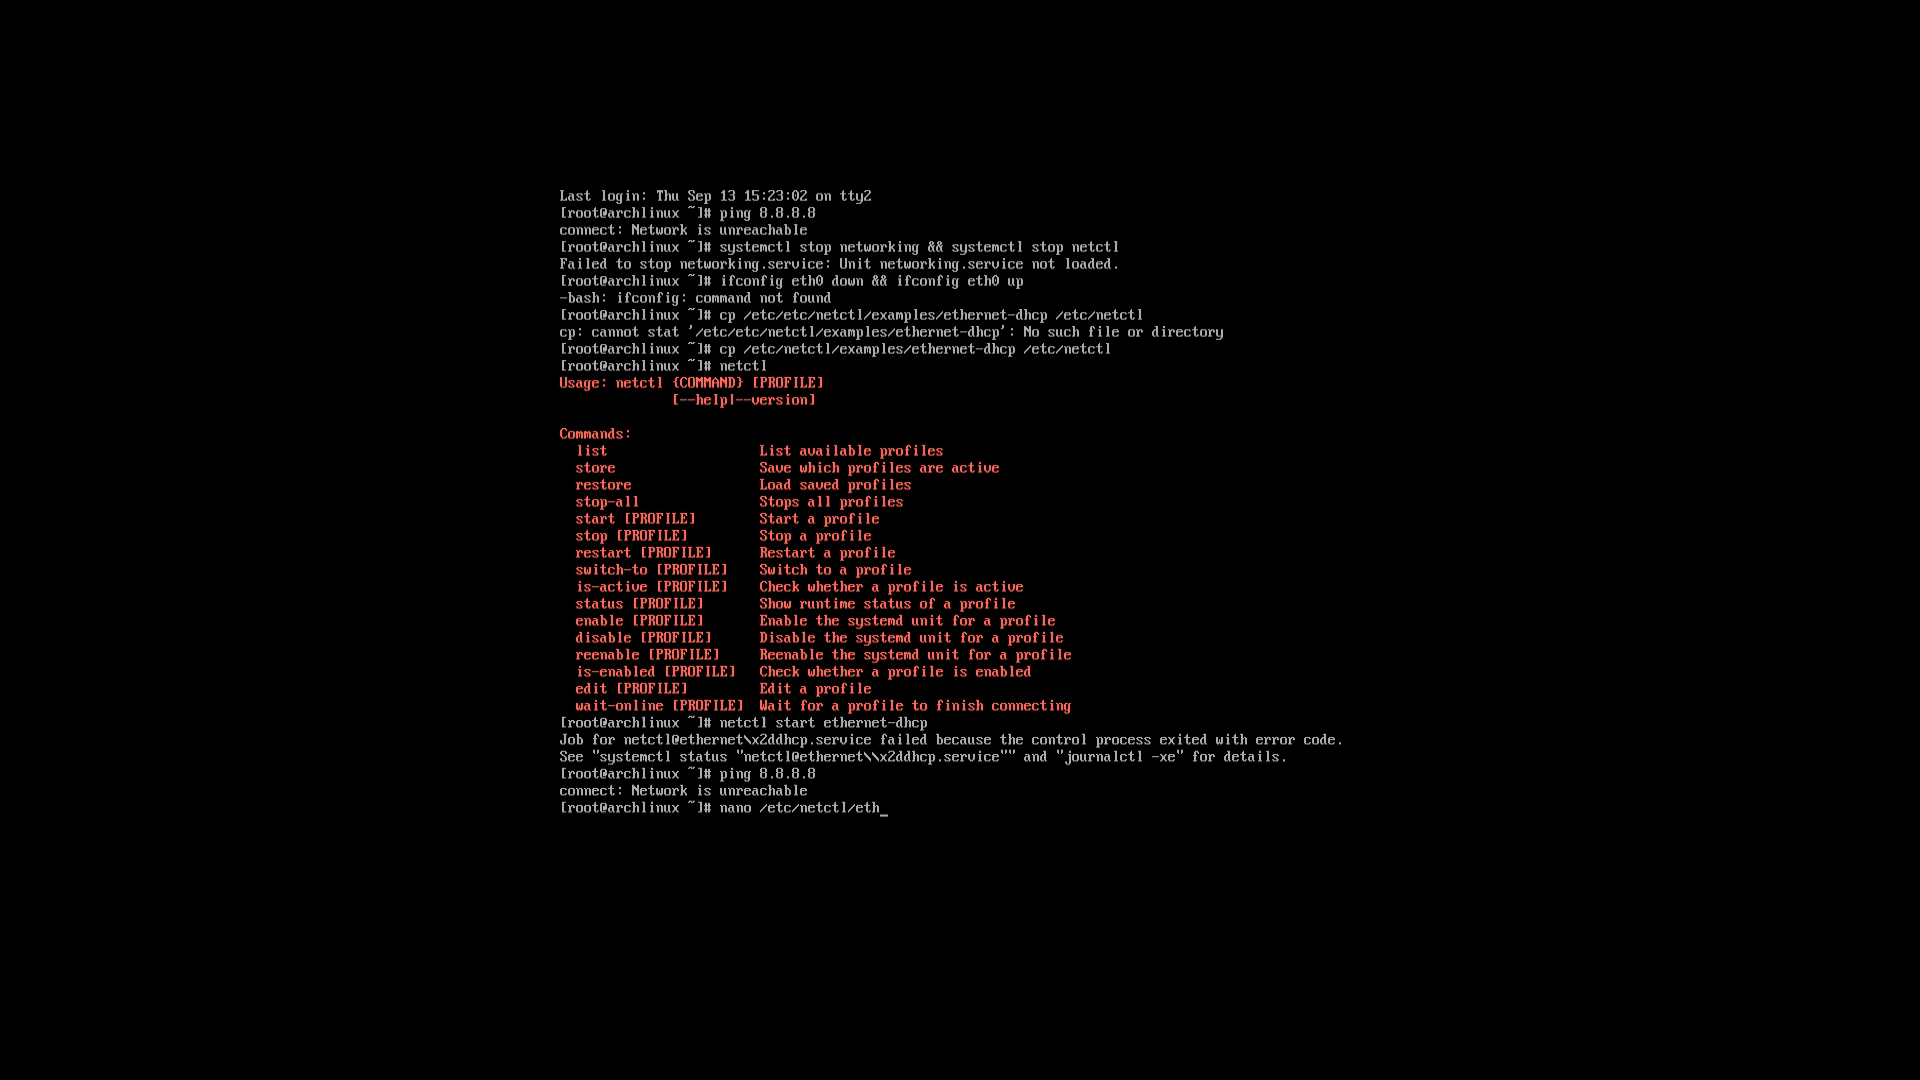 Last login: Thu Sep 13 15:23:02 on tty2
[root@archlinux ~]# ping 8.8.8.8
connect: Network is unreachable
[root@archlinux ~]# systemctl stop networking && systemctl stop netctl
Failed to stop networking.service: Unit networking.service not loaded.
[root@archlinux ~]# ifconfig eth0 down && ifconfig eth0 up
-bash: ifconfig: command not found
[root@archlinux ~]# cp /etc/etc/netctl/examples/ethernet-dhcp /etc/netctl
cp: cannot stat '/etc/etc/netctl/examples/ethernet-dhcp': No such file or directory
[root@archlinux ~]# cp /etc/netctl/examples/ethernet-dhcp /etc/netctl
[root@archlinux ~]# netctl
Usage: netctl {COMMAND} [PROFILE]
              [--help|--version]

Commands:
  list                   List available profiles
  store                  Save which profiles are active
  restore                Load saved profiles
  stop-all               Stops all profiles
  start [PROFILE]        Start a profile
  stop [PROFILE]         Stop a profile
  restart [PROFILE]      Restart a profile
  switch-to [PROFILE]    Switch to a profile
  is-active [PROFILE]    Check whether a profile is active
  status [PROFILE]       Show runtime status of a profile
  enable [PROFILE]       Enable the systemd unit for a profile
  disable [PROFILE]      Disable the systemd unit for a profile
  reenable [PROFILE]     Reenable the systemd unit for a profile
  is-enabled [PROFILE]   Check whether a profile is enabled
  edit [PROFILE]         Edit a profile
  wait-online [PROFILE]  Wait for a profile to finish connecting
[root@archlinux ~]# netctl start ethernet-dhcp
Job for netctl@ethernet\x2ddhcp.service failed because the control process exited with error code.
See "systemctl status "netctl@ethernet\\x2ddhcp.service"" and "journalctl -xe" for details.
[root@archlinux ~]# ping 8.8.8.8
connect: Network is unreachable
[root@archlinux ~]# nano /etc/netctl/eth_